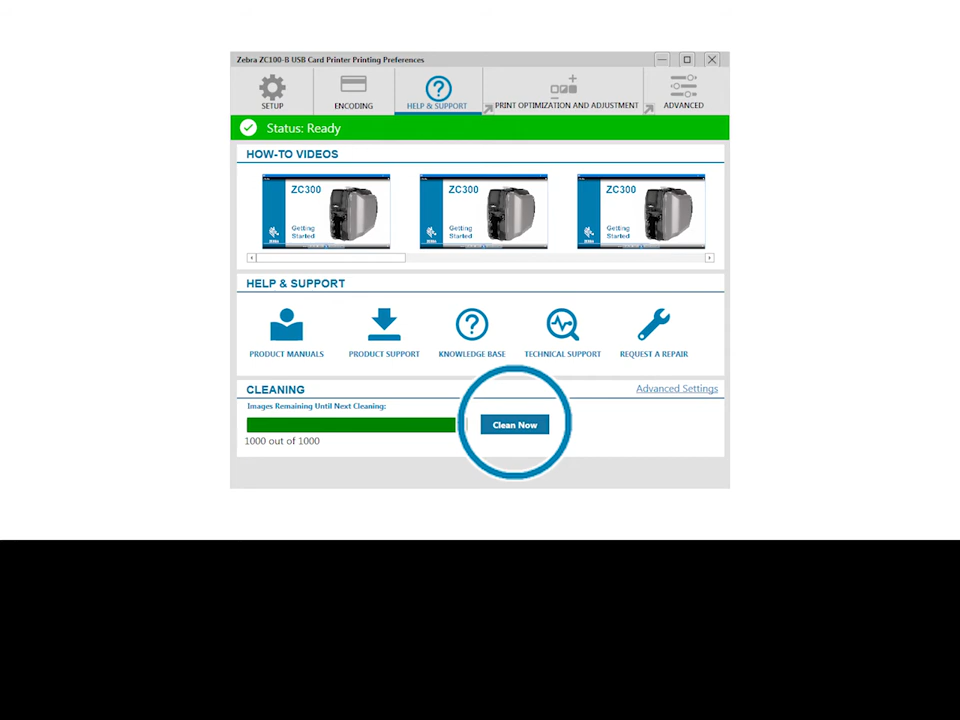 Zebra ZC100-B USB Card Printer Printing Preferences
SETUP
ENCODING
HELP & SUPPORT
PRINT OPTIMIZATION AND ADJUSTMENT
ADVANCED
Status: Ready
HOW-TO VIDEOS
ZC300
Getting
Started
ZC300
Getting
Started
ZC300
Getting
Started
HELP & SUPPORT
PRODUCT MANUALS
PRODUCT SUPPORT
KNOWLEDGE BASE
TECHNICAL SUPPORT
REQUEST A REPAIR
CLEANING
Advanced Settings
Images Remaining Until Next Cleaning:
Clean Now
1000 out of 1000